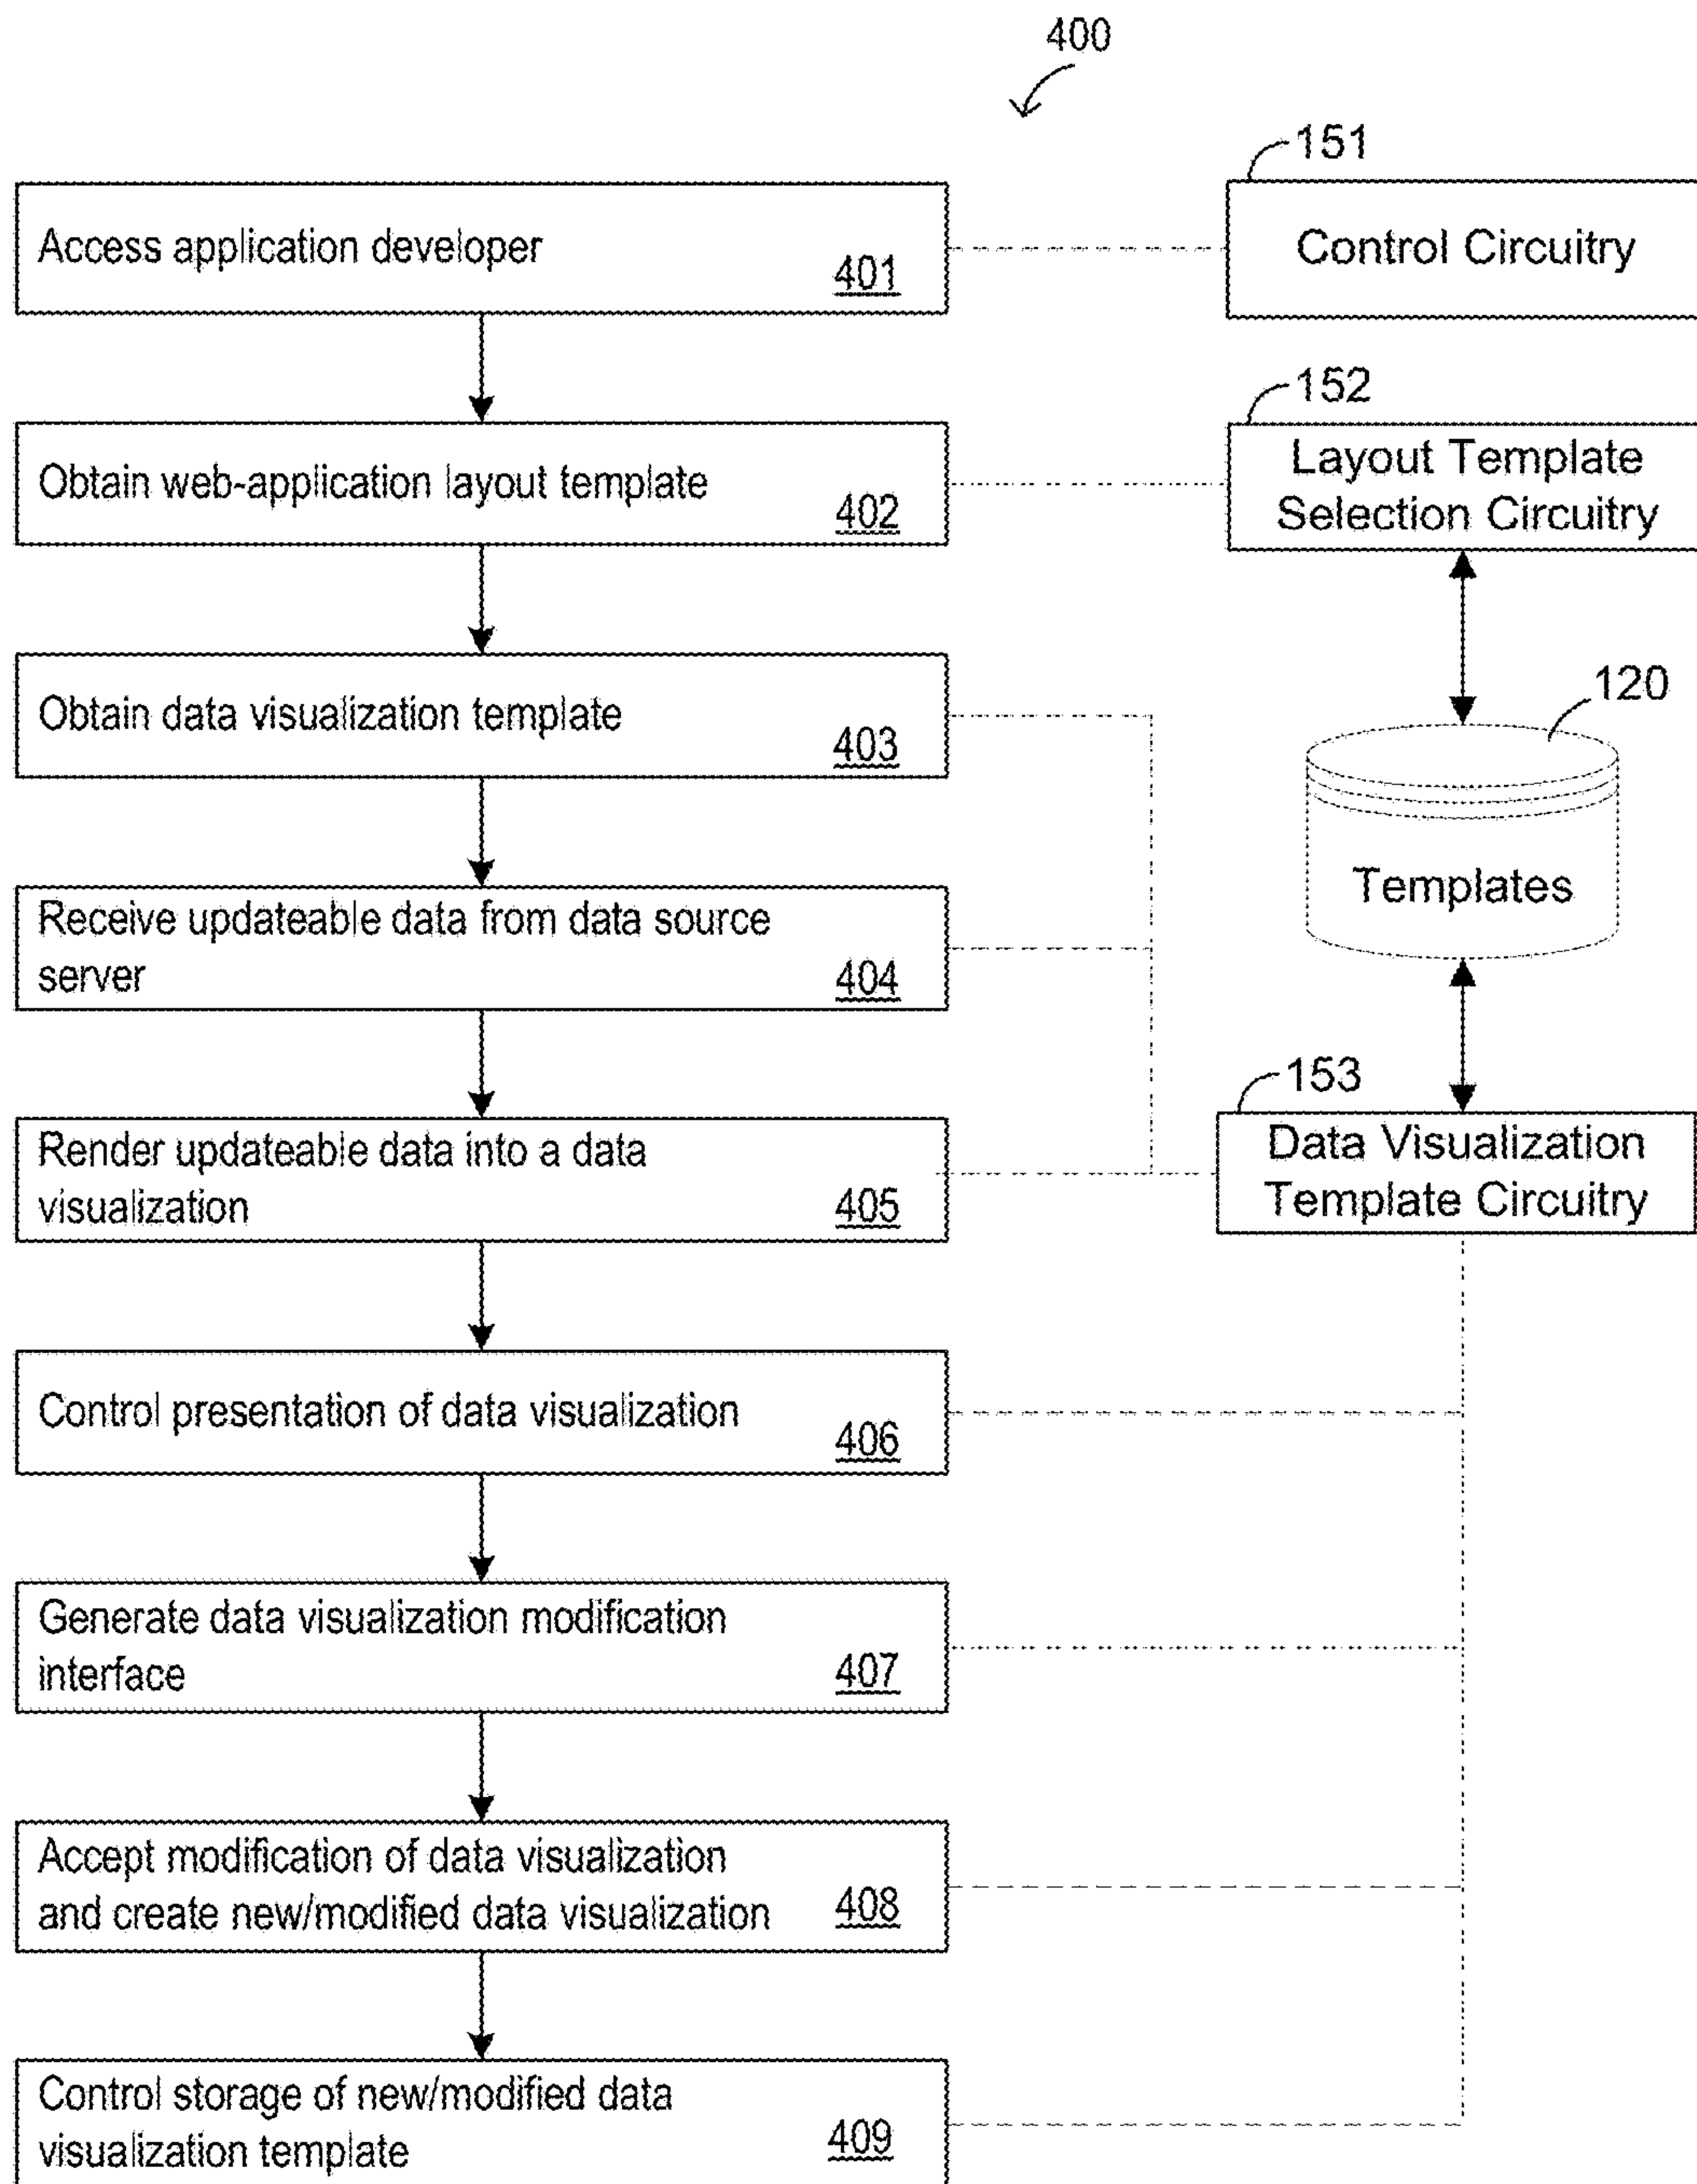 400
151
Access application developer
401
Control Circuitry
152
Obtain web-application layout template
402
Layout Template
Selection Circuitry
120
Obtain data visualization template
403
Templates
Receive updateable data from data source
server
404
153
Render updateable data into a data
visualization
405
Data Visualization
Template Circuitry
Control presentation of data visualization
406
Generate data visualization modification
interface
407
Accept modification of data visualization
and create new/modified data visualization
408
Control storage of new/modified data
visualization template
409